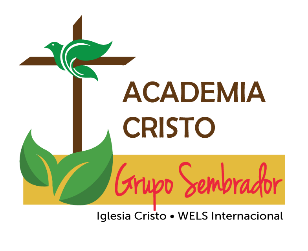 ACADEMIA
CRISTO
Grupo Sembrador
Iglesia Cristo • WELS Internacional